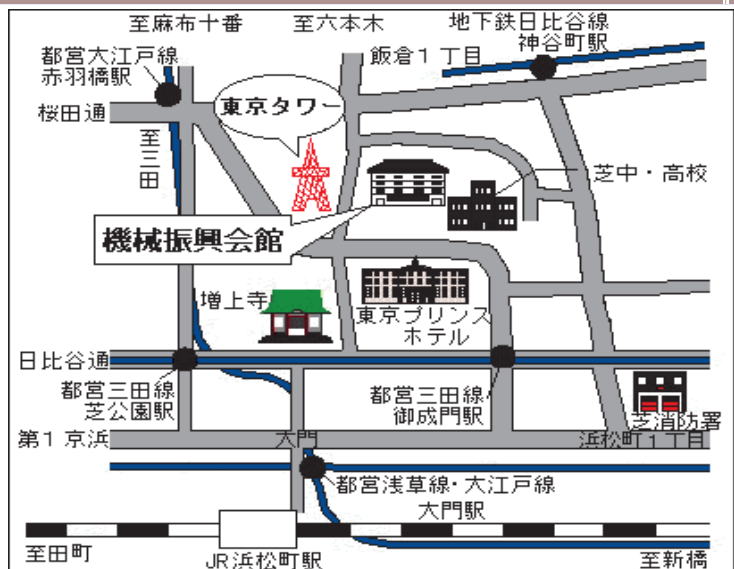 至麻布十番
至六本木
地下鉄日比谷線
神谷町駅
都営大江戸線
赤羽橋駅
飯倉1丁目
桜田通
東京タワー
至三田
芝中・高校
機械振興会館
増上寺
東京プリンス
ホテル
日比谷通
都営三田線
芝公園駅
都営三田線
御成門駅
芝消防署
第1京浜
大門
浜松町1丁目
都営浅草線・大江戸線
大門駅
至田町
JR浜松町駅
至新橋